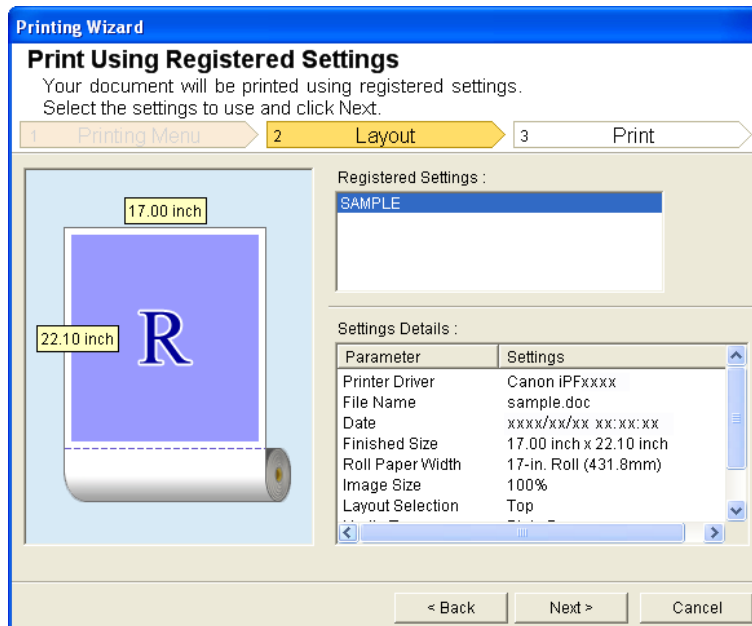 Printing Wizard
Print Using Registered Settings
Your document will be printed using registered settings.
Select the settings to use and click Next.
1 Printing Menu 2 Layout 3 Print
17.00 inch
22.10 inch
R
Registered Settings :
SAMPLE
Settings Details :
Parameter Settings
Printer Driver Canon iPFxxxx
File Name sample.doc
Date xxxx/xx/xx xx:xx:xx
Finished Size 17.00 inch x 22.10 inch
Roll Paper Width 17-in. Roll (431.8mm)
Image Size 100%
Layout Selection Top
< Back Next > Cancel